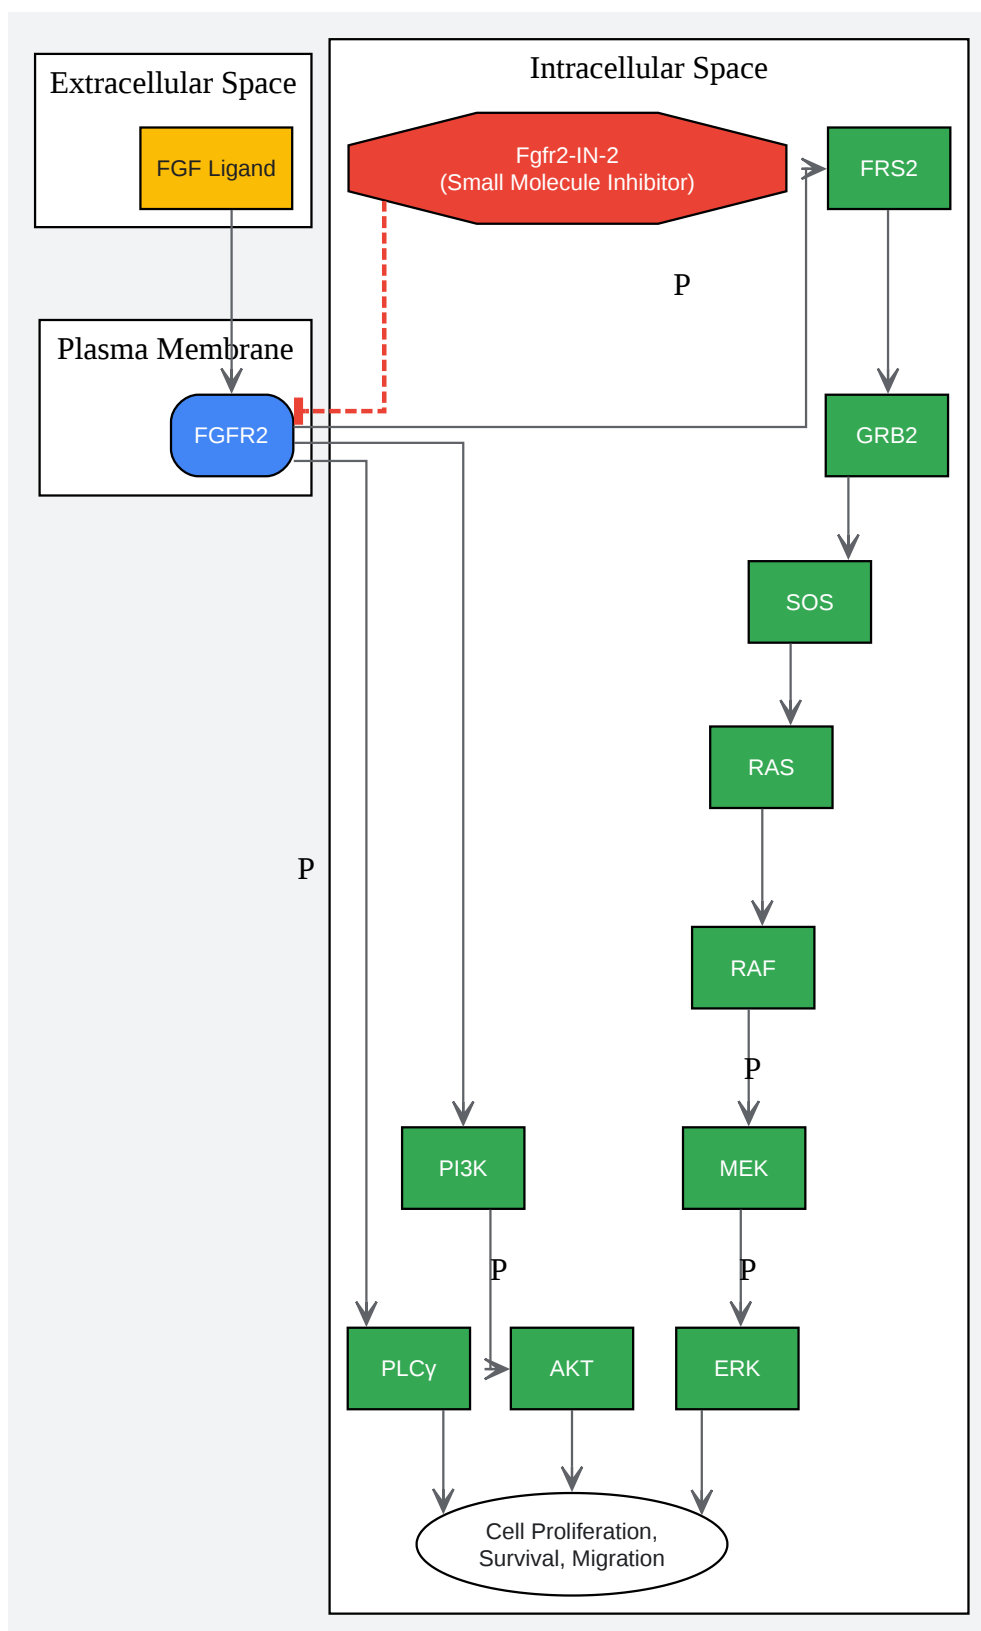 Extracellular Space
Intracellular Space
FGF Ligand
Fgfr2-IN-2
(Small Molecule Inhibitor)
FRS2
P
Plasma Membrane
FGFR2
GRB2
SOS
RAS
P
RAF
P
PI3K
MEK
P
P
PLCγ
AKT
ERK
Cell Proliferation,
Survival, Migration